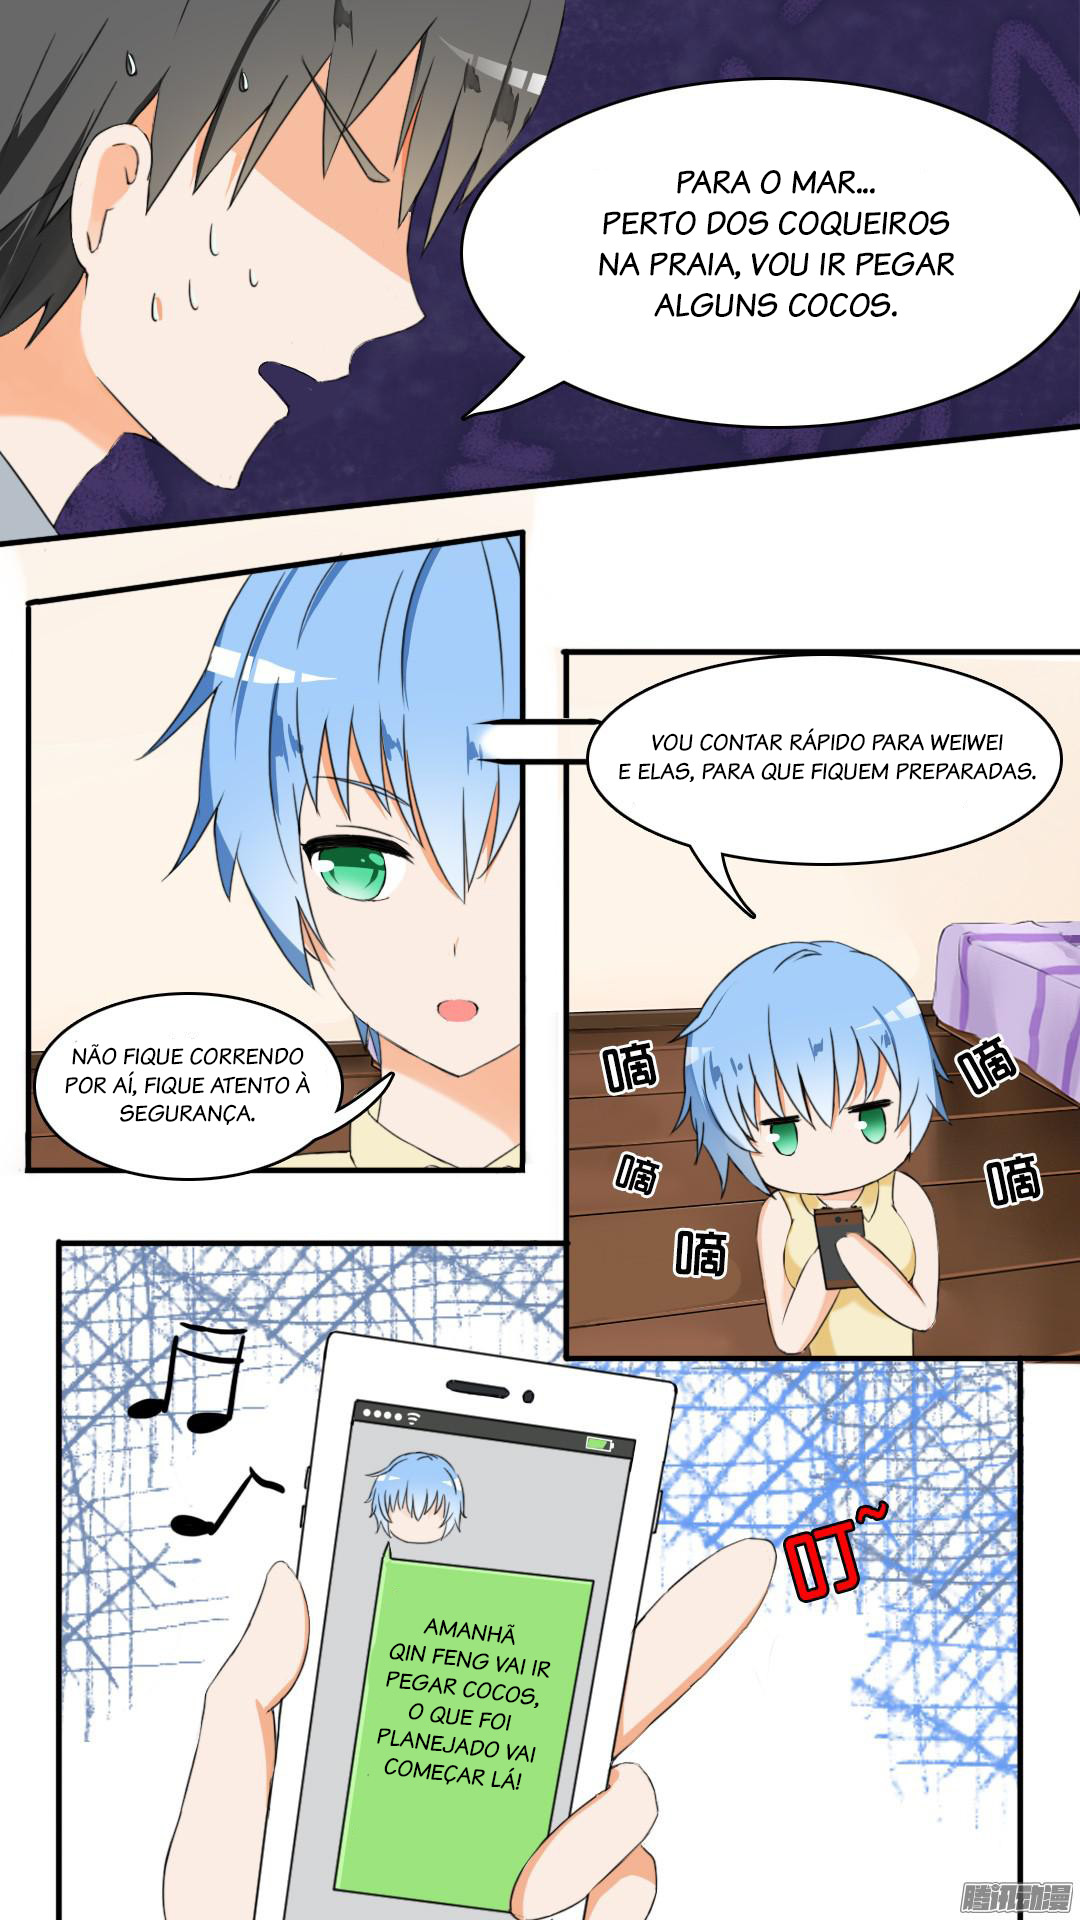 PARA O MAR...
PERTO DOS COQUEIROS
NA PRAIA, VOU IR PEGAR
ALGUNS COCOS.
NÃO FIQUE CORRENDO
POR AÍ, FIQUE ATENTO À
SEGURANÇA.
VOU CONTAR RÁPIDO PARA WEIWEI
E ELAS, PARA QUE FIQUEM PREPARADAS.
嘀
嘀
嘀
嘀
嘀
叮~
AMANHÃ
QIN FENG VAI IR
PEGAR COCOS,
O QUE FOI
PLANEJADO VAI
COMEÇAR LÁ!
腾讯动漫